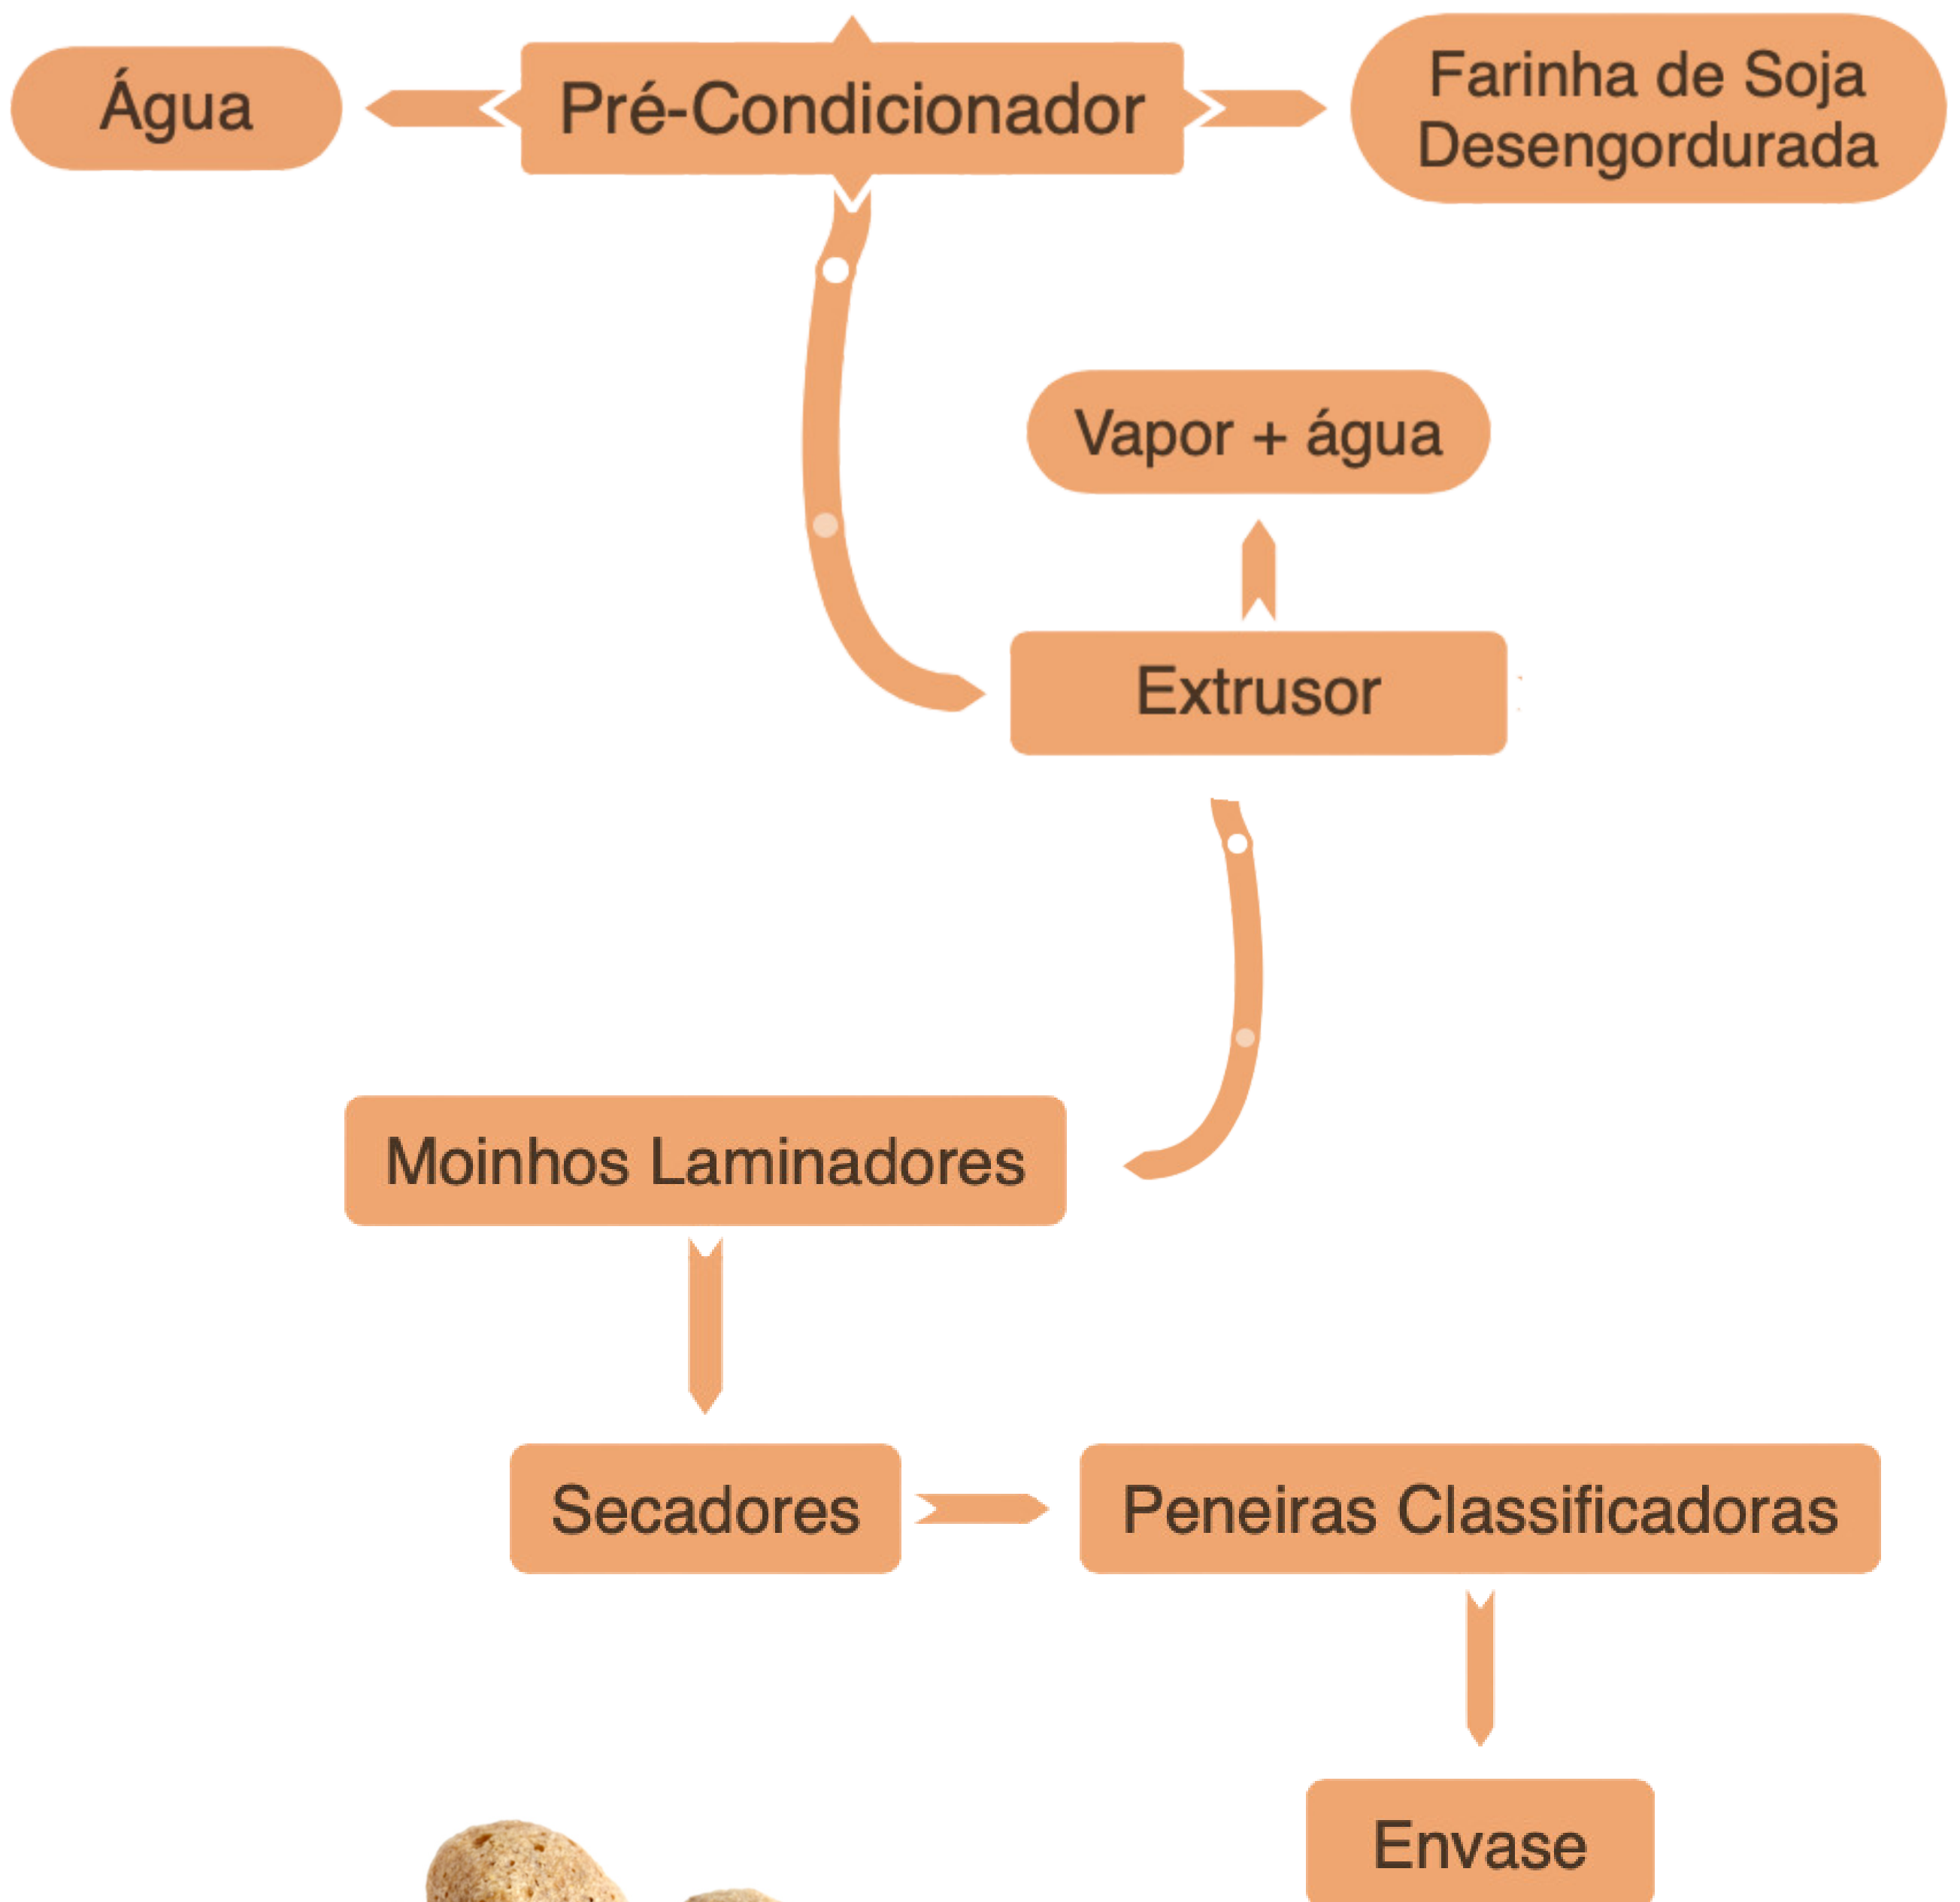 Água
Pré-Condicionador
Farinha de Soja
Desengordurada
Vapor + água
Extrusor
Moinhos Laminadores
Secadores
Peneiras Classificadoras
Envase